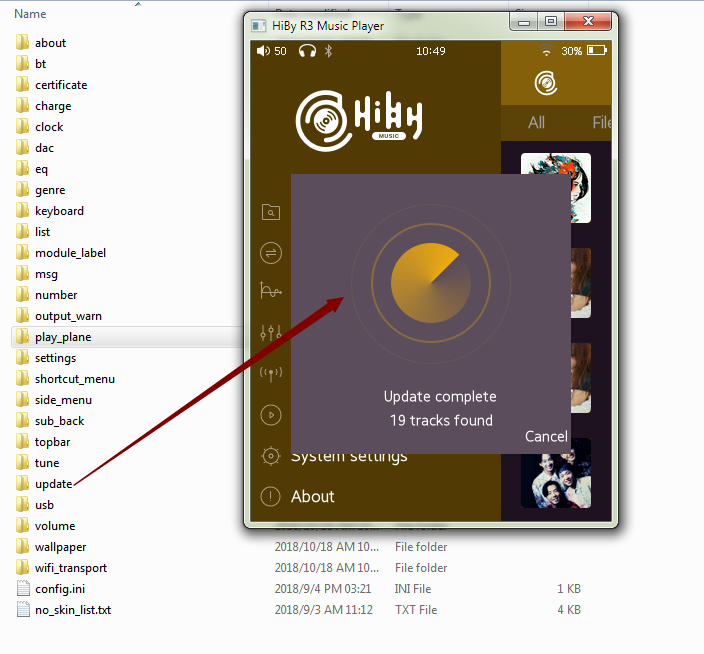 Name
HiBy R3 Music Player
50
10:49
30%
HiBy
MUSIC
All
File
Update complete
19 tracks found
Cancel
System settings
About
about
bt
certificate
charge
clock
dac
eq
genre
keyboard
list
module_label
msg
number
output_warn
play_plane
settings
shortcut_menu
side_menu
sub_back
topbar
tune
update
usb
volume
wallpaper 2018/10/18 AM 10... File folder
wifi_transport 2018/10/18 AM 10... File folder
config.ini 2018/9/4 PM 03:21 INI File 1 KB
no_skin_list.txt 2018/9/3 AM 11:12 TXT File 4 KB